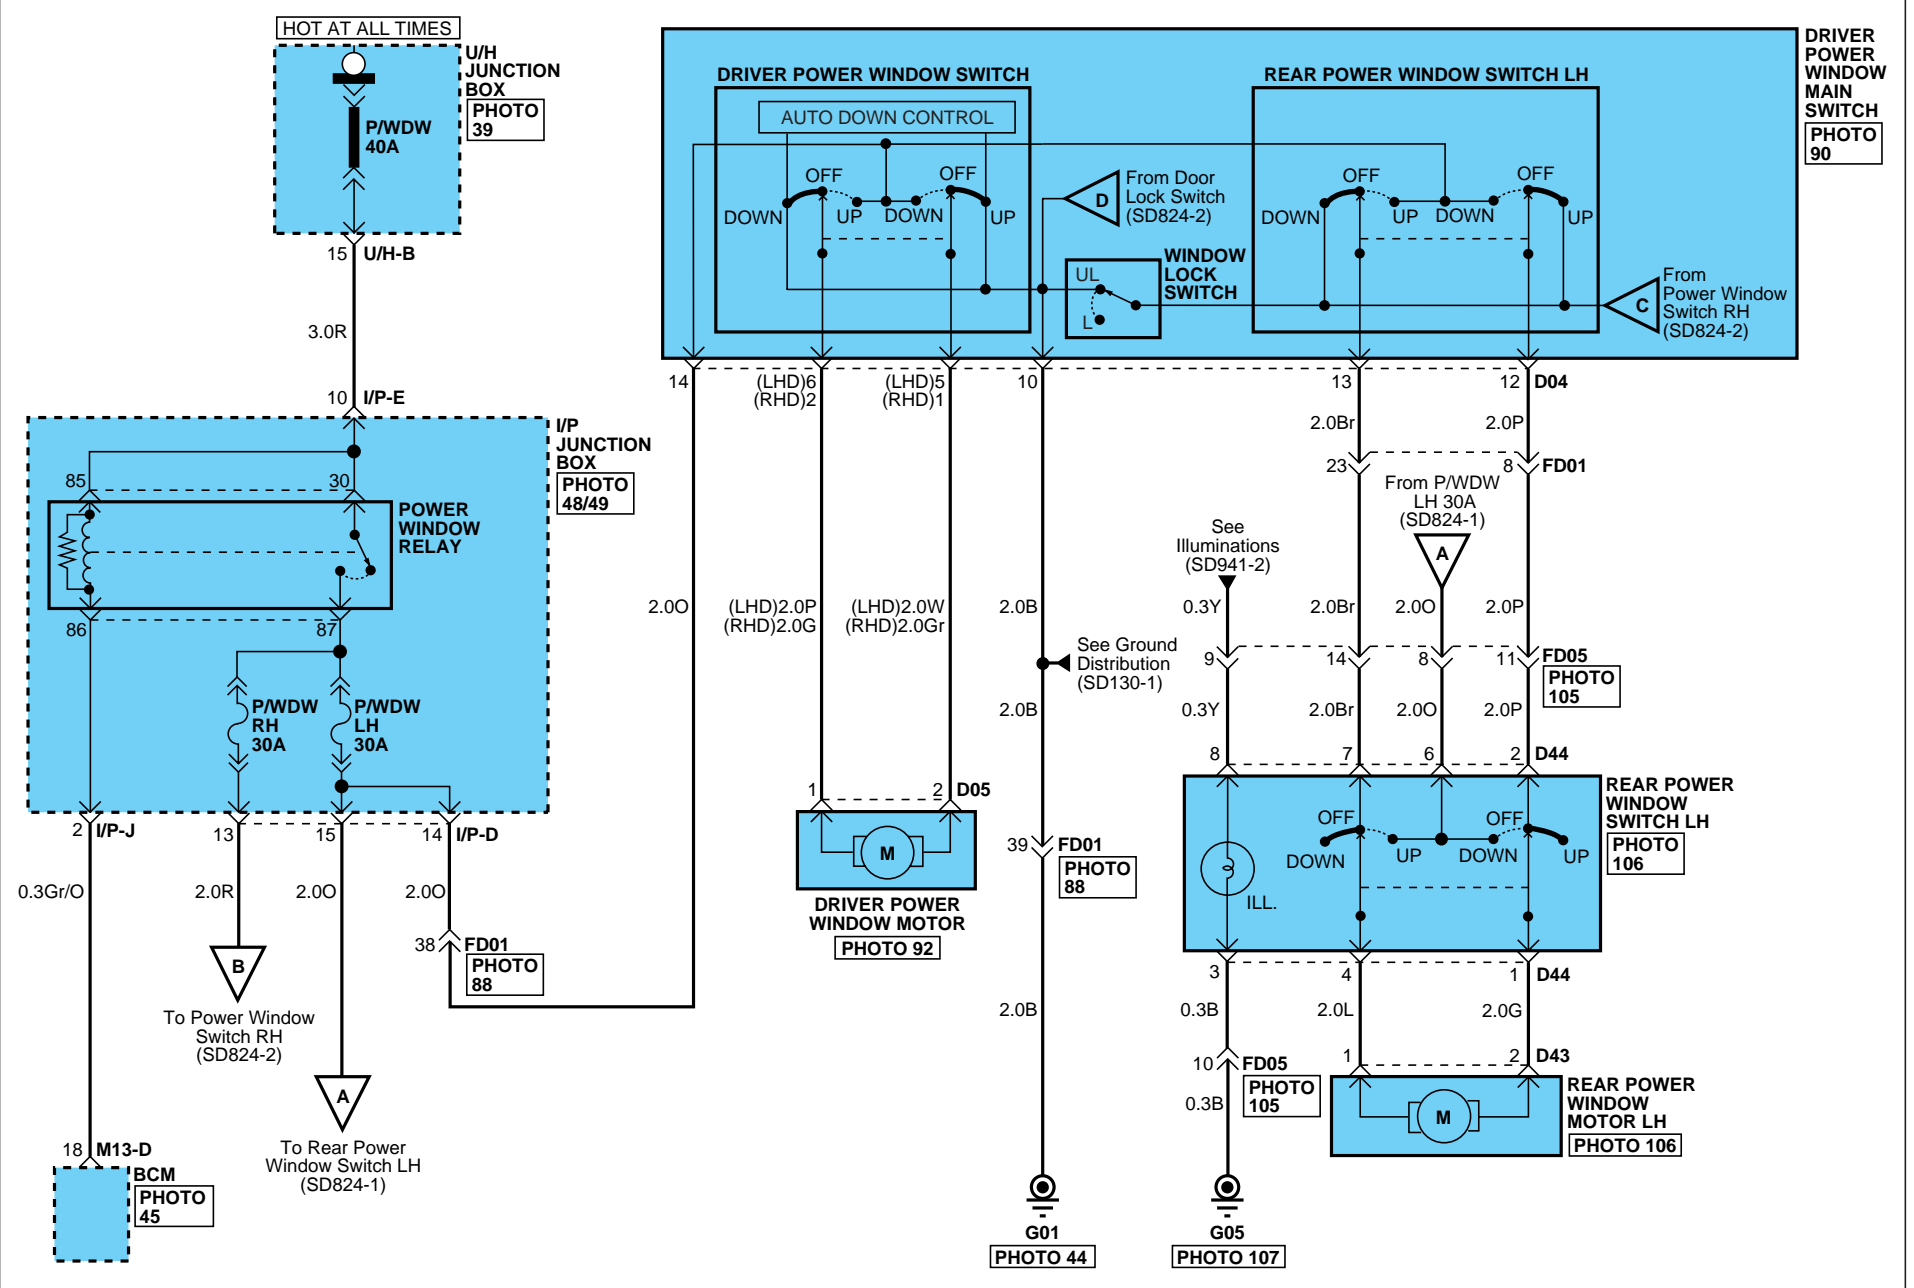 HOT AT ALL TIMES
U/H
JUNCTION
BOX
PHOTO
39
P/WDW
40A
15 U/H-B
3.0R
10 I/P-E
I/P
JUNCTION
BOX
PHOTO
48/49
85
30
POWER
WINDOW
RELAY
86
87
P/WDW
RH
30A
P/WDW
LH
30A
2 I/P-J
13
15
14 I/P-D
0.3Gr/O
2.0R
2.0O
2.0O
38 FD01
PHOTO
88
B
To Power Window
Switch RH
(SD824-2)
A
To Rear Power
Window Switch LH
(SD824-1)
18 M13-D
BCM
PHOTO
45
DRIVER
POWER
WINDOW
MAIN
SWITCH
PHOTO
90
DRIVER POWER WINDOW SWITCH
AUTO DOWN CONTROL
OFF
OFF
DOWN
UP
DOWN
UP
D
From Door
Lock Switch
(SD824-2)
WINDOW
LOCK
SWITCH
UL
L
REAR POWER WINDOW SWITCH LH
OFF
OFF
DOWN
UP
DOWN
UP
C
From
Power Window
Switch RH
(SD824-2)
14
(LHD)6
(RHD)2
(LHD)5
(RHD)1
10
13
12 D04
2.0Br
2.0P
23
8 FD01
From P/WDW
LH 30A
(SD824-1)
A
See
Illuminations
(SD941-2)
2.0O
(LHD)2.0P
(RHD)2.0G
(LHD)2.0W
(RHD)2.0Gr
2.0B
0.3Y
2.0Br
2.0O
2.0P
See Ground
Distribution
(SD130-1)
9
14
8
11 FD05
PHOTO
105
2.0B
0.3Y
2.0Br
2.0O
2.0P
8
7
6
2 D44
REAR POWER
WINDOW
SWITCH LH
PHOTO
106
OFF
OFF
DOWN
UP
DOWN
UP
ILL.
1
2 D05
M
DRIVER POWER
WINDOW MOTOR
PHOTO 92
39 FD01
PHOTO
88
3
4
1 D44
2.0B
0.3B
2.0L
2.0G
10 FD05
PHOTO
105
0.3B
1
2 D43
M
REAR POWER
WINDOW
MOTOR LH
PHOTO 106
G01
PHOTO 44
G05
PHOTO 107